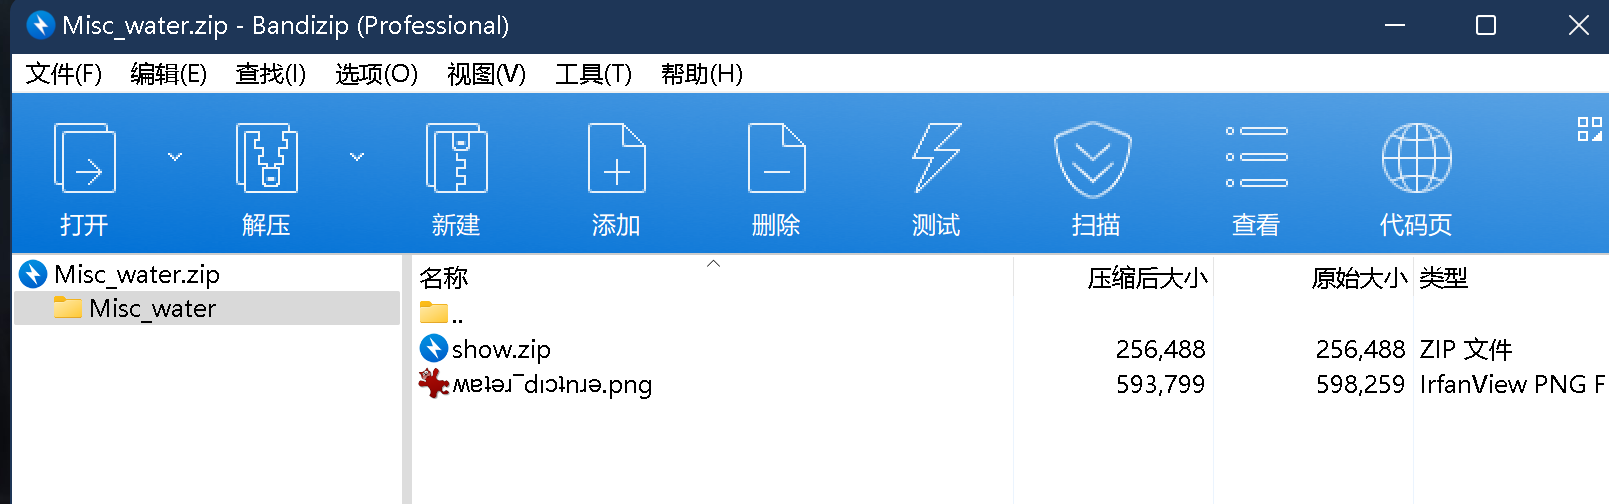 Misc_water.zip - Bandizip (Professional)
文件(F) 编辑(E) 查找(I) 选项(O) 视图(V) 工具(T) 帮助(H)
打开 解压 新建 添加 删除 测试 扫描 查看 代码页
Misc_water.zip
Misc_water
名称 压缩后大小 原始大小 类型
..
show.zip 256,488 256,488 ZIP 文件
ʍɐʇǝɹ‾dıɔʇnɹǝ.png 593,799 598,259 IrfanView PNG F